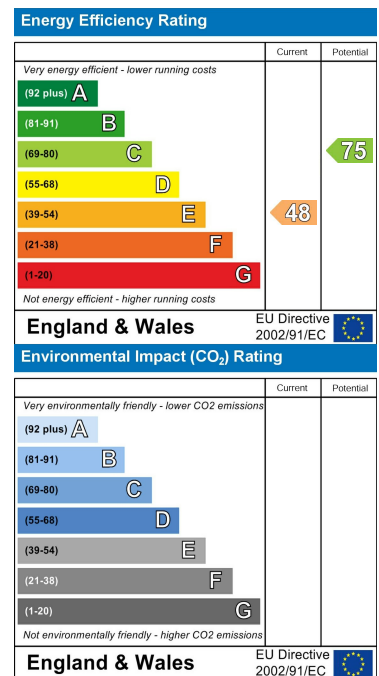 Energy Efficiency Rating
Current Potential
Very energy efficient - lower running costs
(92 plus) A
(81-91) B
(69-80) C
75
(55-68) D
(39-54) E
48
(21-38) F
(1-20) G
Not energy efficient - higher running costs
England & Wales
EU Directive
2002/91/EC
Environmental Impact (CO₂) Rating
Current Potential
Very environmentally friendly - lower CO2 emissions
(92 plus) A
(81-91) B
(69-80) C
(55-68) D
(39-54) E
(21-38) F
(1-20) G
Not environmentally friendly - higher CO2 emissions
England & Wales
EU Directive
2002/91/EC